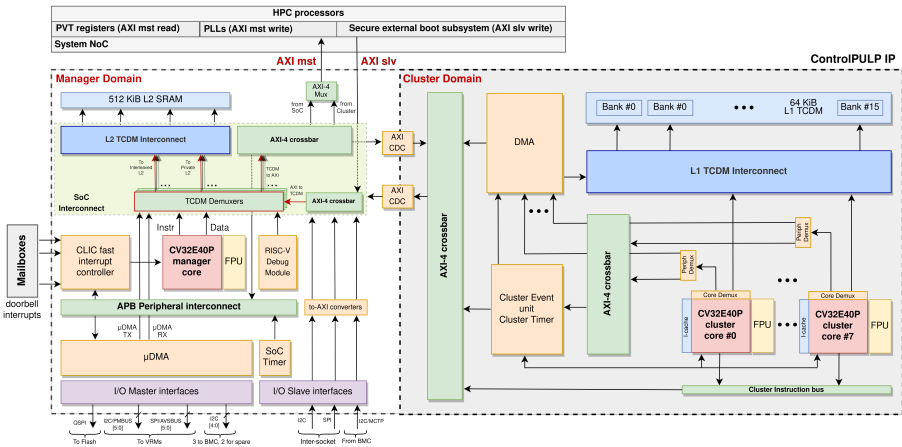 HPC processors
PVT registers (AXI mst read)
PLLs (AXI mst write)
Secure external boot subsystem (AXI slv write)
System NoC
AXI mst
AXI slv
ControlPULP IP
Manager Domain
Cluster Domain
AXI-4
Mux
from
SoC
from
Cluster
512 KiB L2 SRAM
L2 TCDM Interconnect
AXI-4 crossbar
AXI
CDC
To
Interleaved
L2
...
To
Private
L2
...
TCDM
to AXI
AXI to
TCDM
SoC
Interconnect
TCDM Demuxers
AXI-4 crossbar
AXI
CDC
Instr
Data
Mailboxes
doorbell
interrupts
CLIC fast
interrupt
controller
CV32E40P
manager
core
FPU
RISC-V
Debug
Module
APB Peripheral interconnect
to-AXI converters
µDMA
TX
µDMA
RX
µDMA
SoC
Timer
I/O Master interfaces
I/O Slave interfaces
QSPI
I2C/PMBUS
[5:0]
SPI/AVSBUS
[5:0]
I2C
[4:0]
I2C
SPI
I2C/MCTP
To Flash
To VRMs
3 to BMC, 2 for spare
Inter-socket
From BMC
AXI-4 crossbar
DMA
Bank #0
Bank #0
64 KiB
L1 TCDM
Bank #15
L1 TCDM Interconnect
AXI-4 crossbar
Periph
Demux
Periph
Demux
Cluster Event
unit
Cluster Timer
Core Demux
I-cache
CV32E40P
cluster
core #0
FPU
Core Demux
I-cache
CV32E40P
cluster
core #7
FPU
Cluster Instruction bus